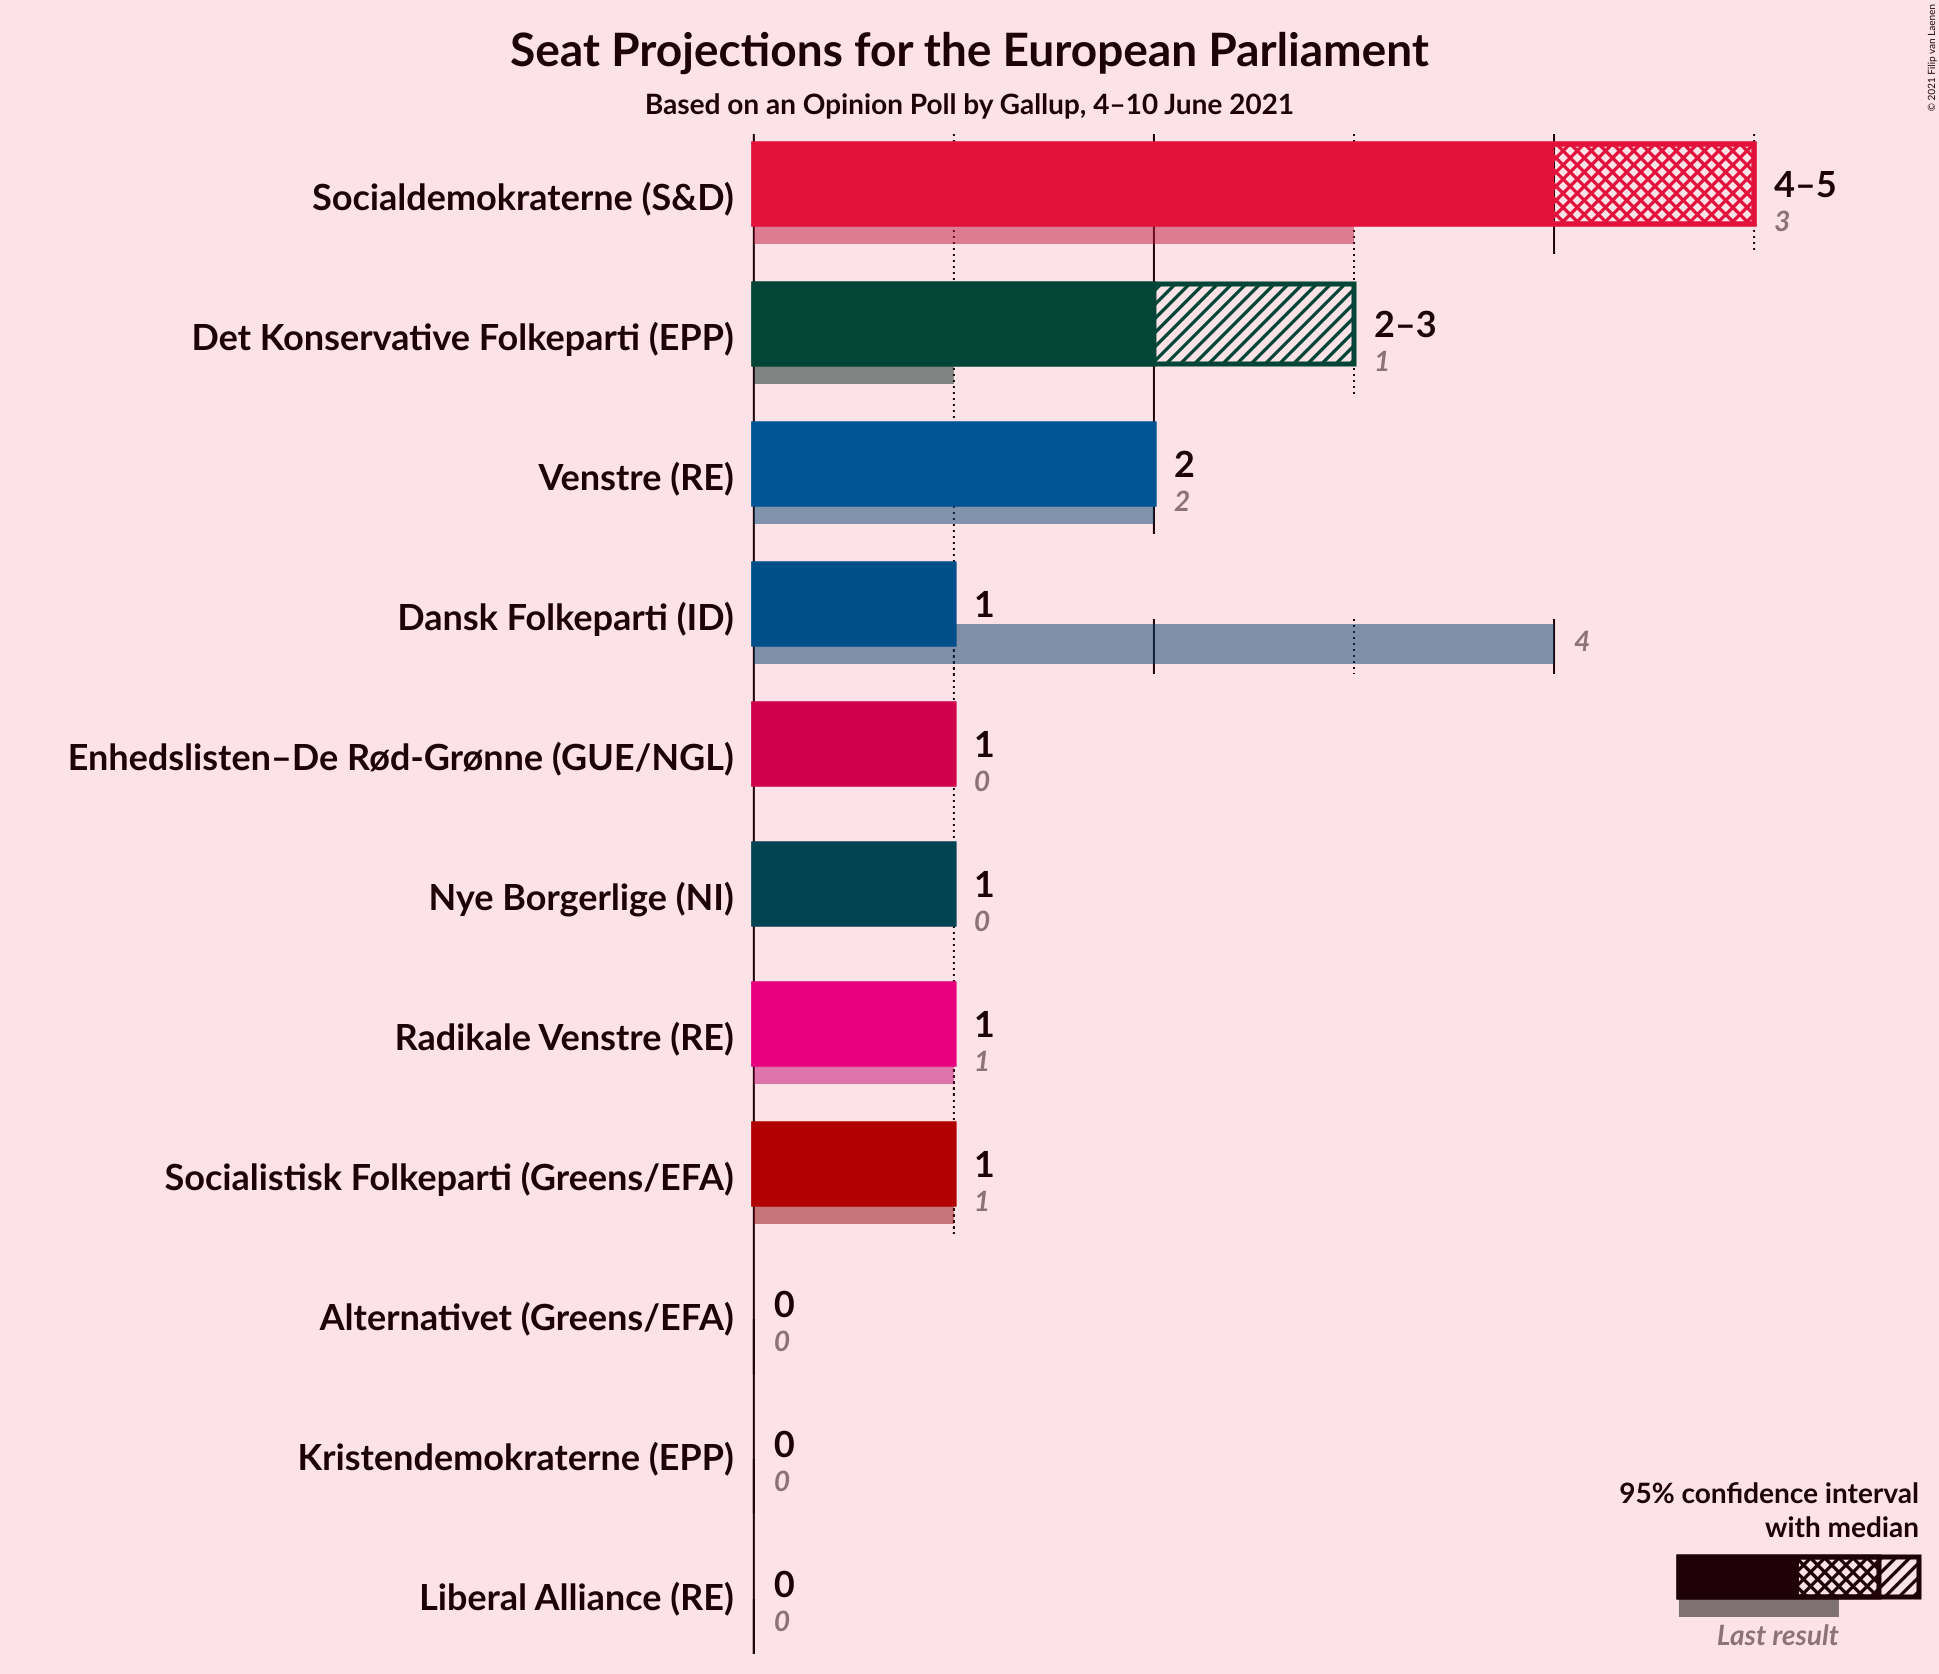 Seat Projections for the European Parliament
Based on an Opinion Poll by Gallup, 4–10 June 2021
© 2021 Filip van Laenen
Socialdemokraterne (S&D)
4–5
3
Det Konservative Folkeparti (EPP)
2–3
1
Venstre (RE)
2
2
Dansk Folkeparti (ID)
1
4
Enhedslisten–De Rød-Grønne (GUE/NGL)
1
0
Nye Borgerlige (NI)
1
0
Radikale Venstre (RE)
1
1
Socialistisk Folkeparti (Greens/EFA)
1
1
Alternativet (Greens/EFA)
0
0
Kristendemokraterne (EPP)
0
0
Liberal Alliance (RE)
0
0
95% confidence interval
with median
Last result